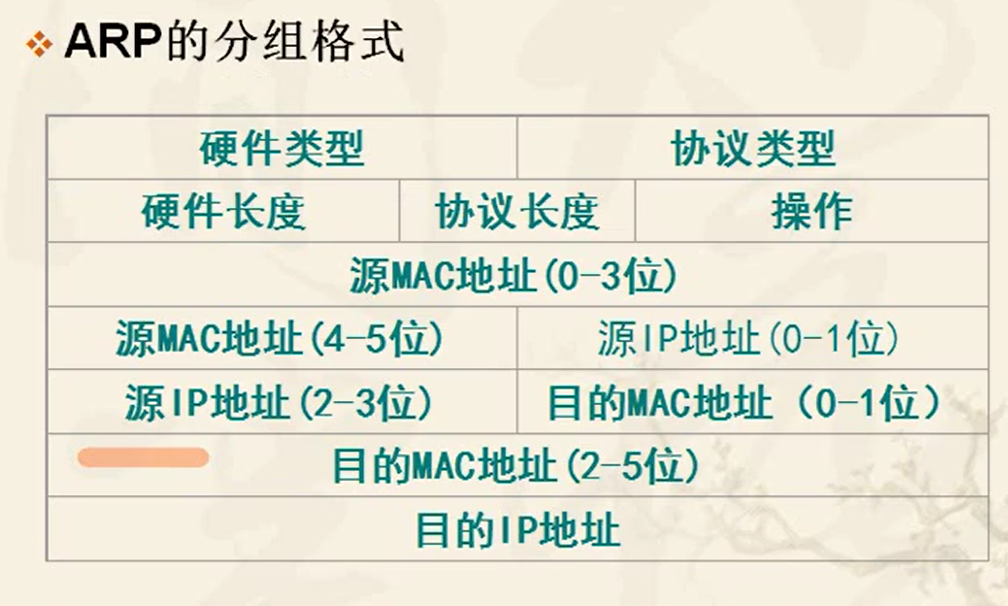 ARP的分组格式
硬件类型 协议类型
硬件长度 协议长度 操作
源MAC地址(0-3位)
源MAC地址(4-5位) 源IP地址(0-1位)
源IP地址(2-3位) 目的MAC地址（0-1位）
目的MAC地址(2-5位)
目的IP地址